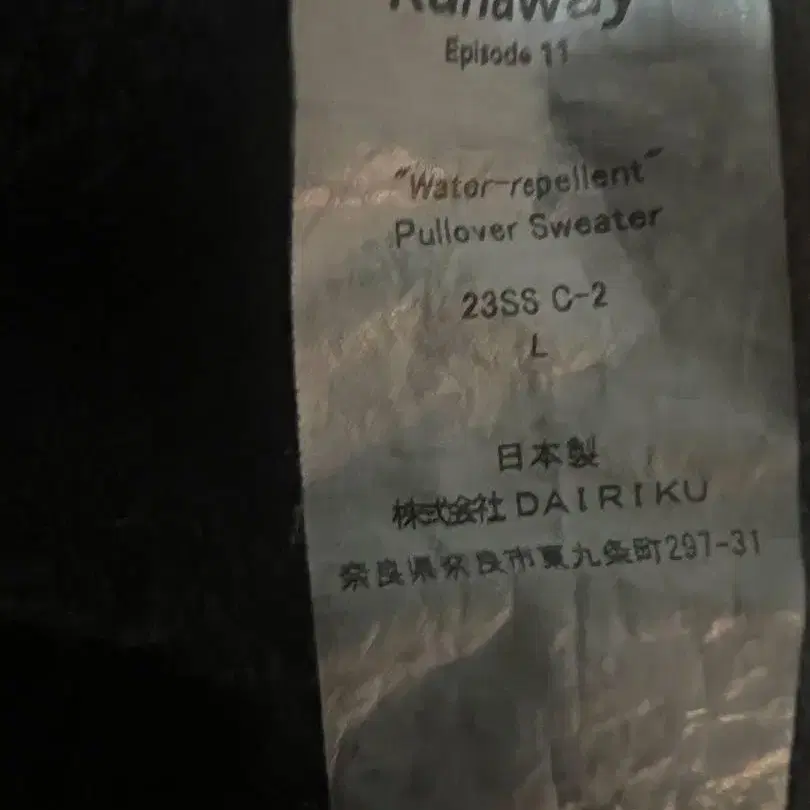 Runaway
Episode 11
"Water-repellent"
Pullover Sweater
23SS C-2
L
日本製
株式会社 DAIRIKU
奈良県奈良市東九条町297-31